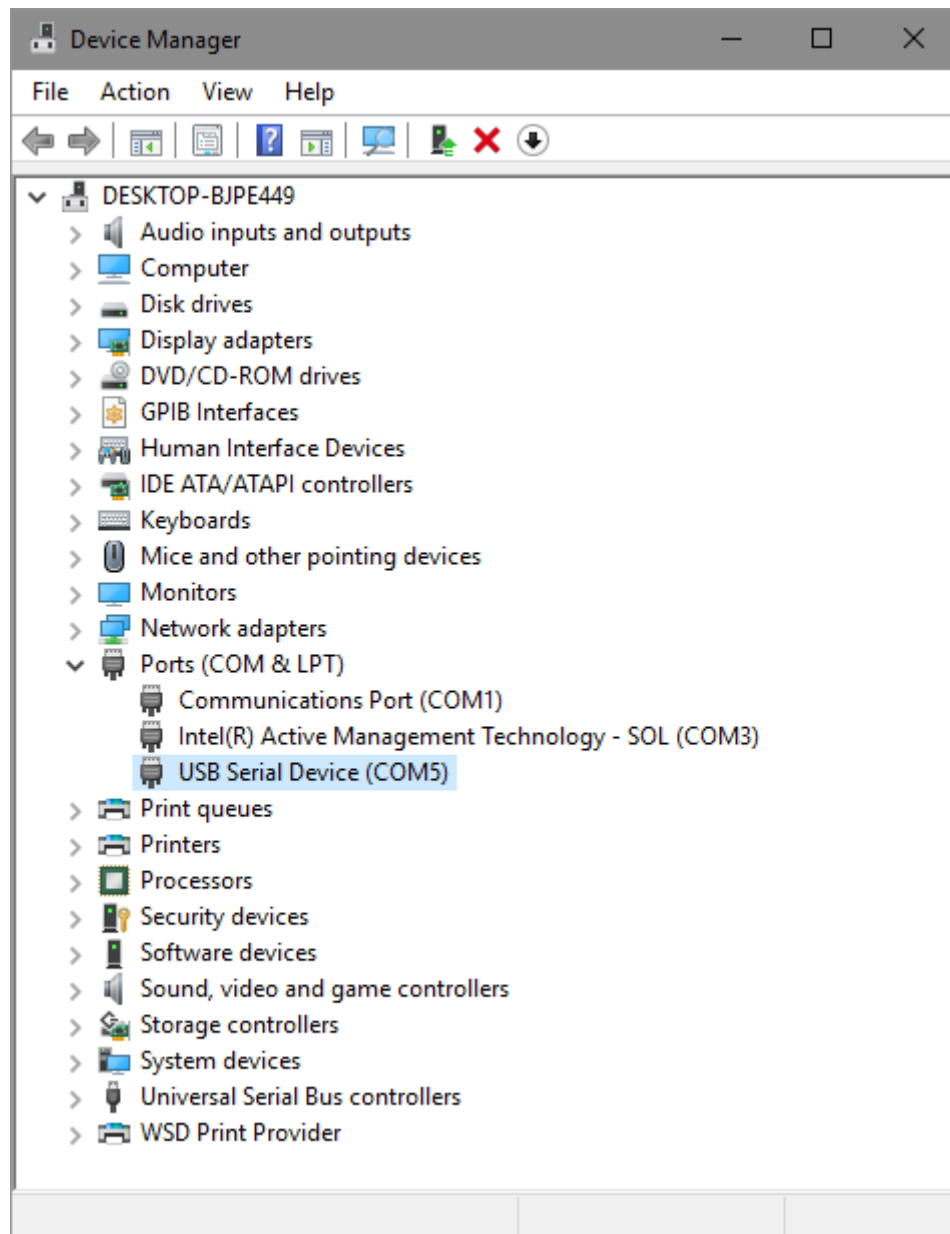 Device Manager
File Action View Help
DESKTOP-BJPE449
Audio inputs and outputs
Computer
Disk drives
Display adapters
DVD/CD-ROM drives
GPIB Interfaces
Human Interface Devices
IDE ATA/ATAPI controllers
Keyboards
Mice and other pointing devices
Monitors
Network adapters
Ports (COM & LPT)
Communications Port (COM1)
Intel(R) Active Management Technology - SOL (COM3)
USB Serial Device (COM5)
Print queues
Printers
Processors
Security devices
Software devices
Sound, video and game controllers
Storage controllers
System devices
Universal Serial Bus controllers
WSD Print Provider